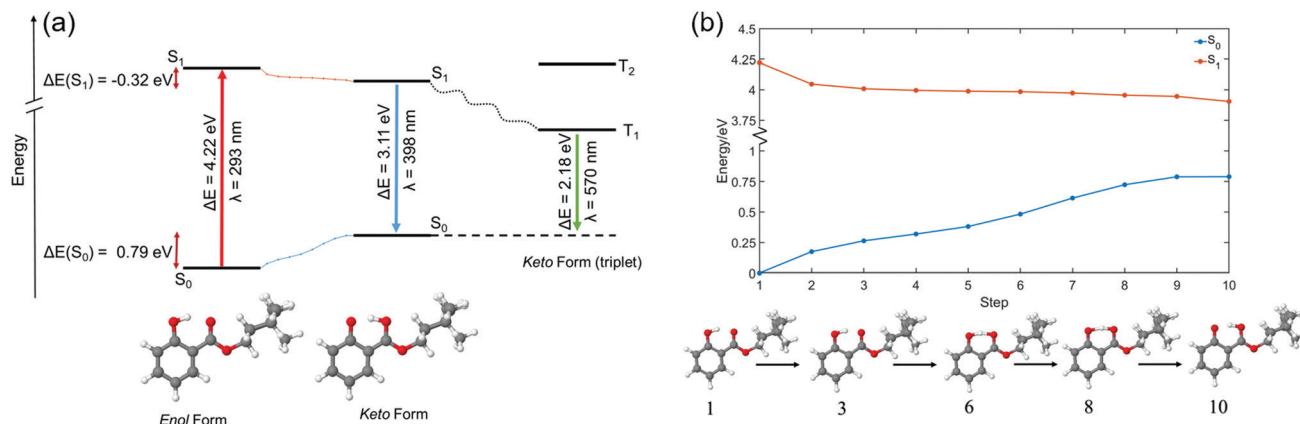 (a)
S₁
ΔE(S₁) = -0.32 eV
S₁
T₂
T₁
Energy
ΔE = 4.22 eV
λ = 293 nm
ΔE = 3.11 eV
λ = 398 nm
ΔE = 2.18 eV
λ = 570 nm
ΔE(S₀) = 0.79 eV
S₀
S₀
Keto Form (triplet)
Enol Form
Keto Form
(b)
4.5
4.25
4
3.75
1
0.75
0.5
0.25
0
Energy/eV
S₀
S₁
1 2 3 4 5 6 7 8 9 10
Step
1 3 6 8 10